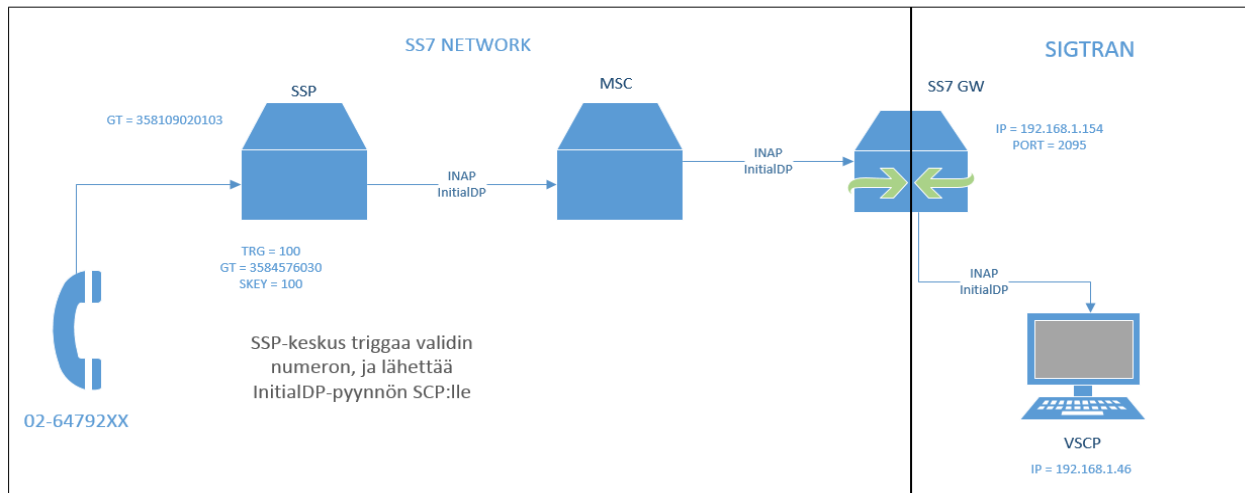 SS7 NETWORK
SIGTRAN
SSP
MSC
SS7 GW
GT = 358109020103
IP = 192.168.1.154
PORT = 2095
INAP
InitialDP
INAP
InitialDP
TRG = 100
GT = 3584576030
SKEY = 100
INAP
InitialDP
SSP-keskus triggaa validin
numeron, ja lähettää
InitialDP-pyynnön SCP:lle
02-64792XX
VSCP
IP = 192.168.1.46